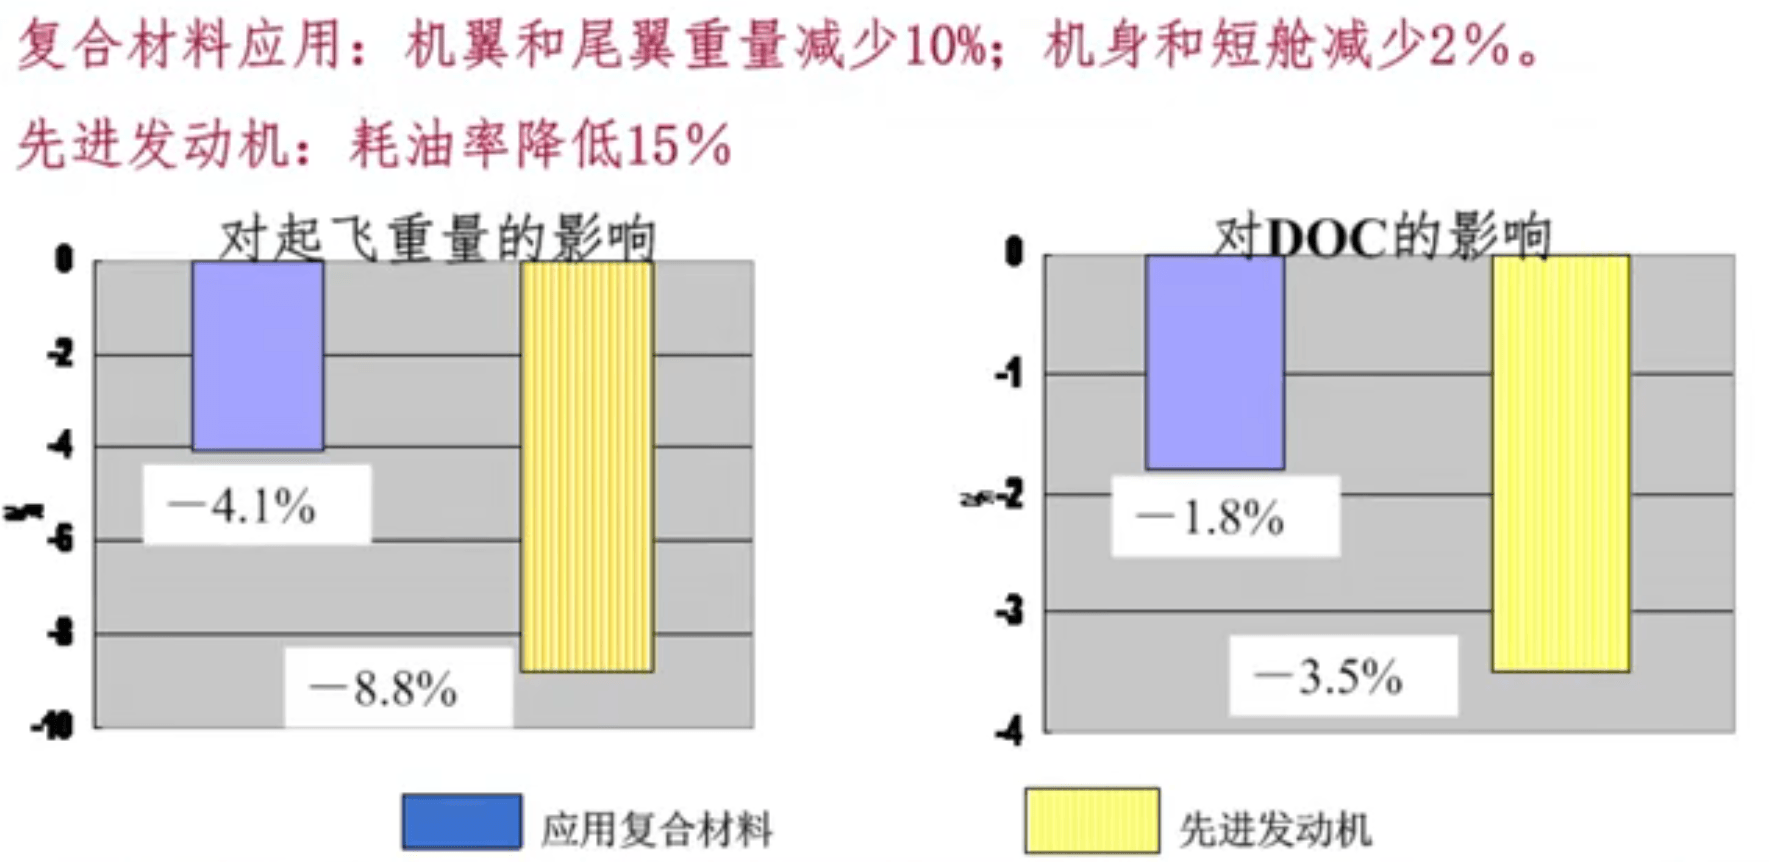 复合材料应用：机翼和尾翼重量减少10%；机身和短舱减少2%。
先进发动机：耗油率降低15%
对起飞重量的影响
0
-2
-4
-6
-8
-10
－4.1%
－8.8%
对DOC的影响
0
-1
-2
-3
-4
－1.8%
－3.5%
应用复合材料
先进发动机